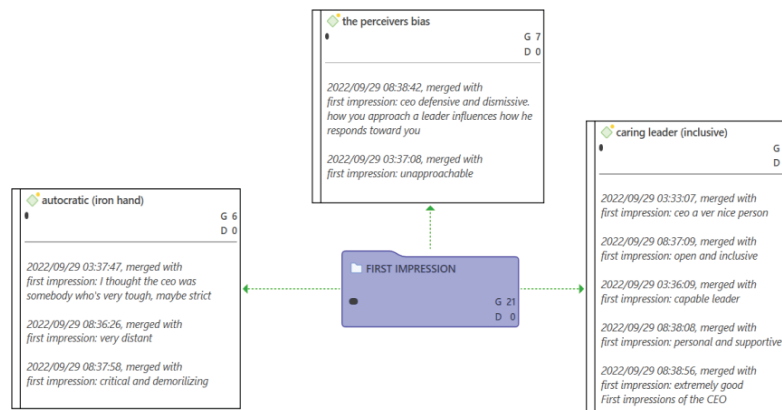 the perceivers bias
G 7
D 0
2022/09/29 08:38:42, merged with
first impression: ceo defensive and dismissive.
how you approach a leader influences how he
responds toward you
2022/09/29 03:37:08, merged with
first impression: unapproachable
caring leader (inclusive)
G
D
2022/09/29 03:33:07, merged with
first impression: ceo a ver nice person
2022/09/29 08:37:09, merged with
first impression: open and inclusive
2022/09/29 03:36:09, merged with
first impression: capable leader
2022/09/29 08:38:08, merged with
first impression: personal and supportive
2022/09/29 08:38:56, merged with
first impression: extremely good
First impressions of the CEO
autocratic (iron hand)
G 6
D 0
2022/09/29 03:37:47, merged with
first impression: I thought the ceo was
somebody who's very tough, maybe strict
2022/09/29 08:36:26, merged with
first impression: very distant
2022/09/29 08:37:58, merged with
first impression: critical and demorilizing
FIRST IMPRESSION
G 21
D 0